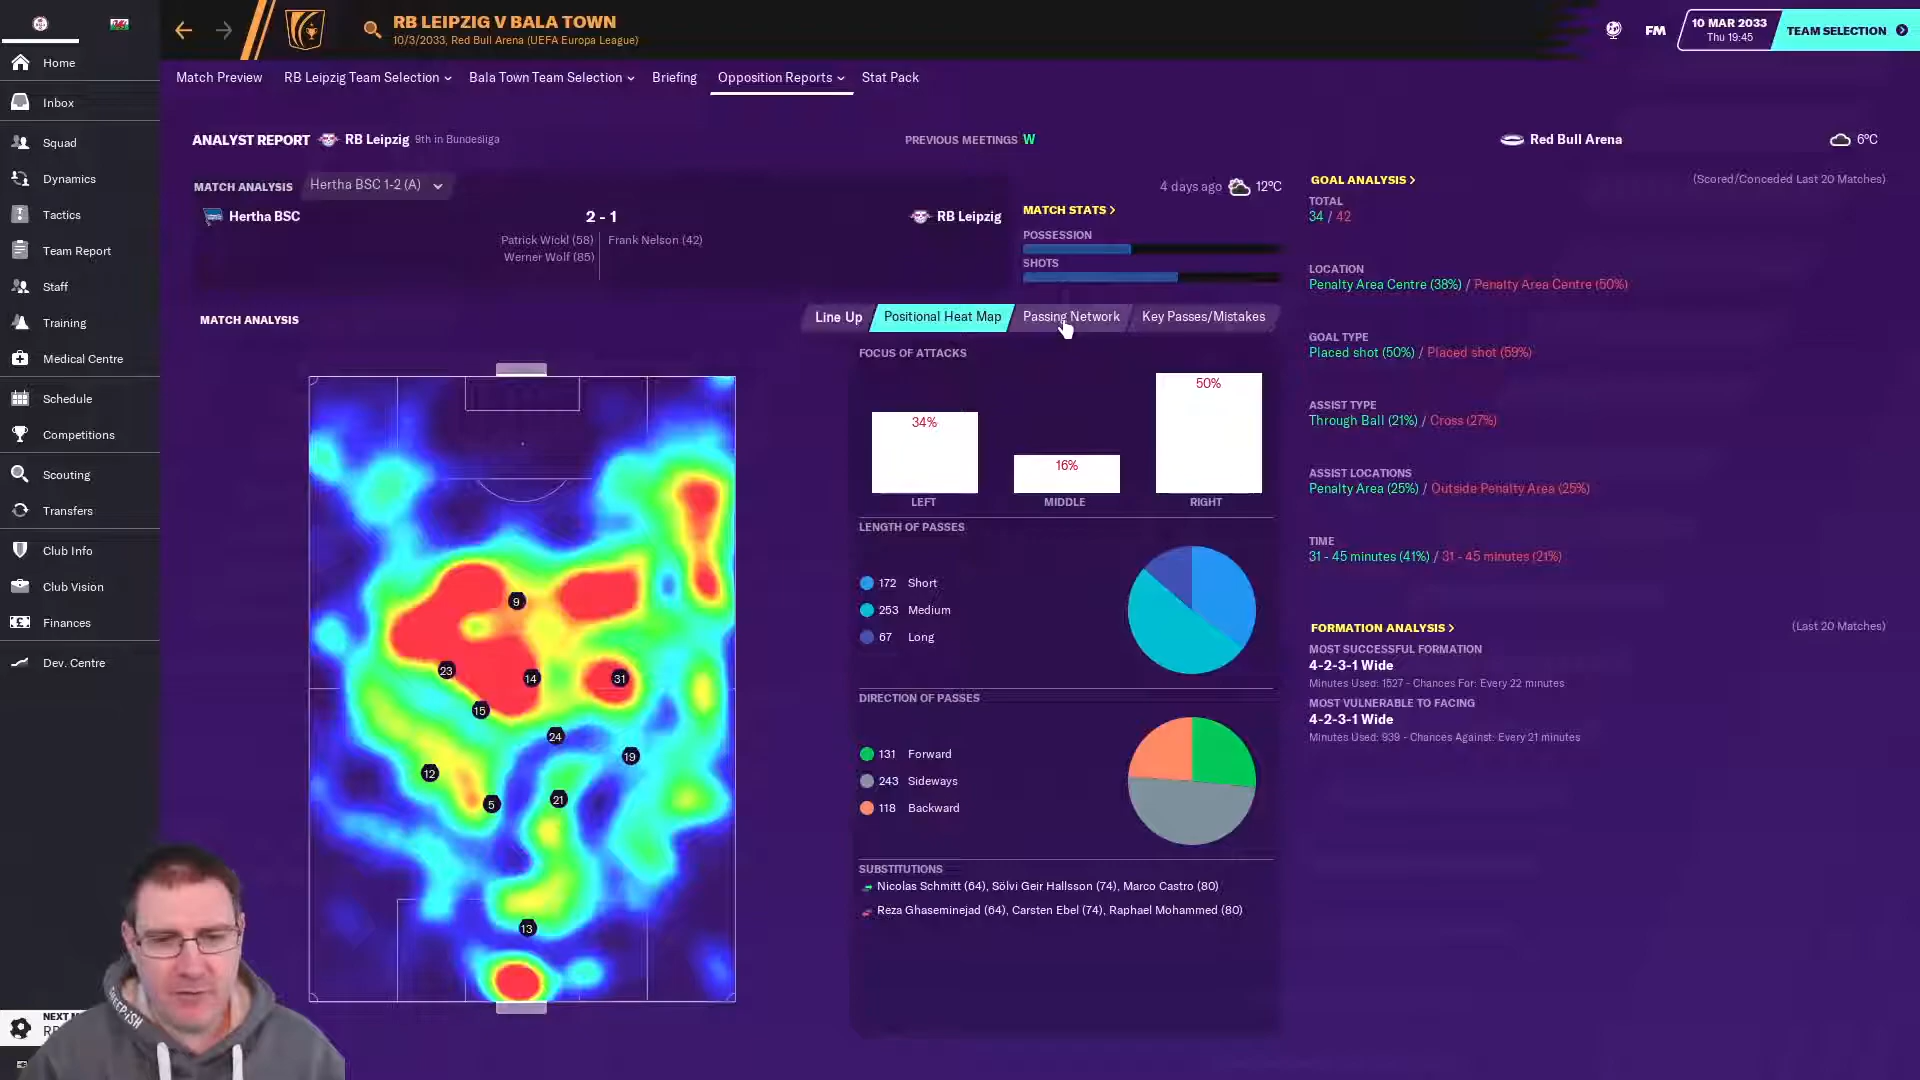 RB LEIPZIG V BALA TOWN
10/3/2033, Red Bull Arena (UEFA Europa League)
FM
10 MAR 2033
Thu 19:45
TEAM SELECTION
Home
Inbox
Squad
Dynamics
Tactics
Team Report
Staff
Training
Medical Centre
Schedule
Competitions
Scouting
Transfers
Club Info
Club Vision
Finances
Dev. Centre
Match Preview
RB Leipzig Team Selection
Bala Town Team Selection
Briefing
Opposition Reports
Stat Pack
ANALYST REPORT RB Leipzig 9th in Bundesliga
PREVIOUS MEETINGS W
Red Bull Arena
6°C
MATCH ANALYSIS Hertha BSC 1-2 (A)
4 days ago 12°C
Hertha BSC 2 - 1 RB Leipzig
Patrick Wickl (58) Frank Nelson (42)
Werner Wolf (85)
MATCH STATS >
POSSESSION
SHOTS
MATCH ANALYSIS
Line Up
Positional Heat Map
Passing Network
Key Passes/Mistakes
9
23
14
31
15
24
19
12
5
21
13
FOCUS OF ATTACKS
34%
16%
50%
LEFT
MIDDLE
RIGHT
LENGTH OF PASSES
172 Short
253 Medium
67 Long
DIRECTION OF PASSES
131 Forward
243 Sideways
118 Backward
SUBSTITUTIONS
Nicolas Schmitt (64), Sölvi Geir Hallsson (74), Marco Castro (80)
Reza Ghaseminejad (64), Carsten Ebel (74), Raphael Mohammed (80)
GOAL ANALYSIS >
(Scored/Conceded Last 20 Matches)
TOTAL
34 / 42
LOCATION
Penalty Area Centre (38%) / Penalty Area Centre (50%)
GOAL TYPE
Placed shot (50%) / Placed shot (59%)
ASSIST TYPE
Through Ball (21%) / Cross (27%)
ASSIST LOCATIONS
Penalty Area (25%) / Outside Penalty Area (25%)
TIME
31 - 45 minutes (41%) / 31 - 45 minutes (21%)
FORMATION ANALYSIS >
(Last 20 Matches)
MOST SUCCESSFUL FORMATION
4-2-3-1 Wide
Minutes Used: 1527 - Chances For: Every 22 minutes
MOST VULNERABLE TO FACING
4-2-3-1 Wide
Minutes Used: 939 - Chances Against: Every 21 minutes
NEXT